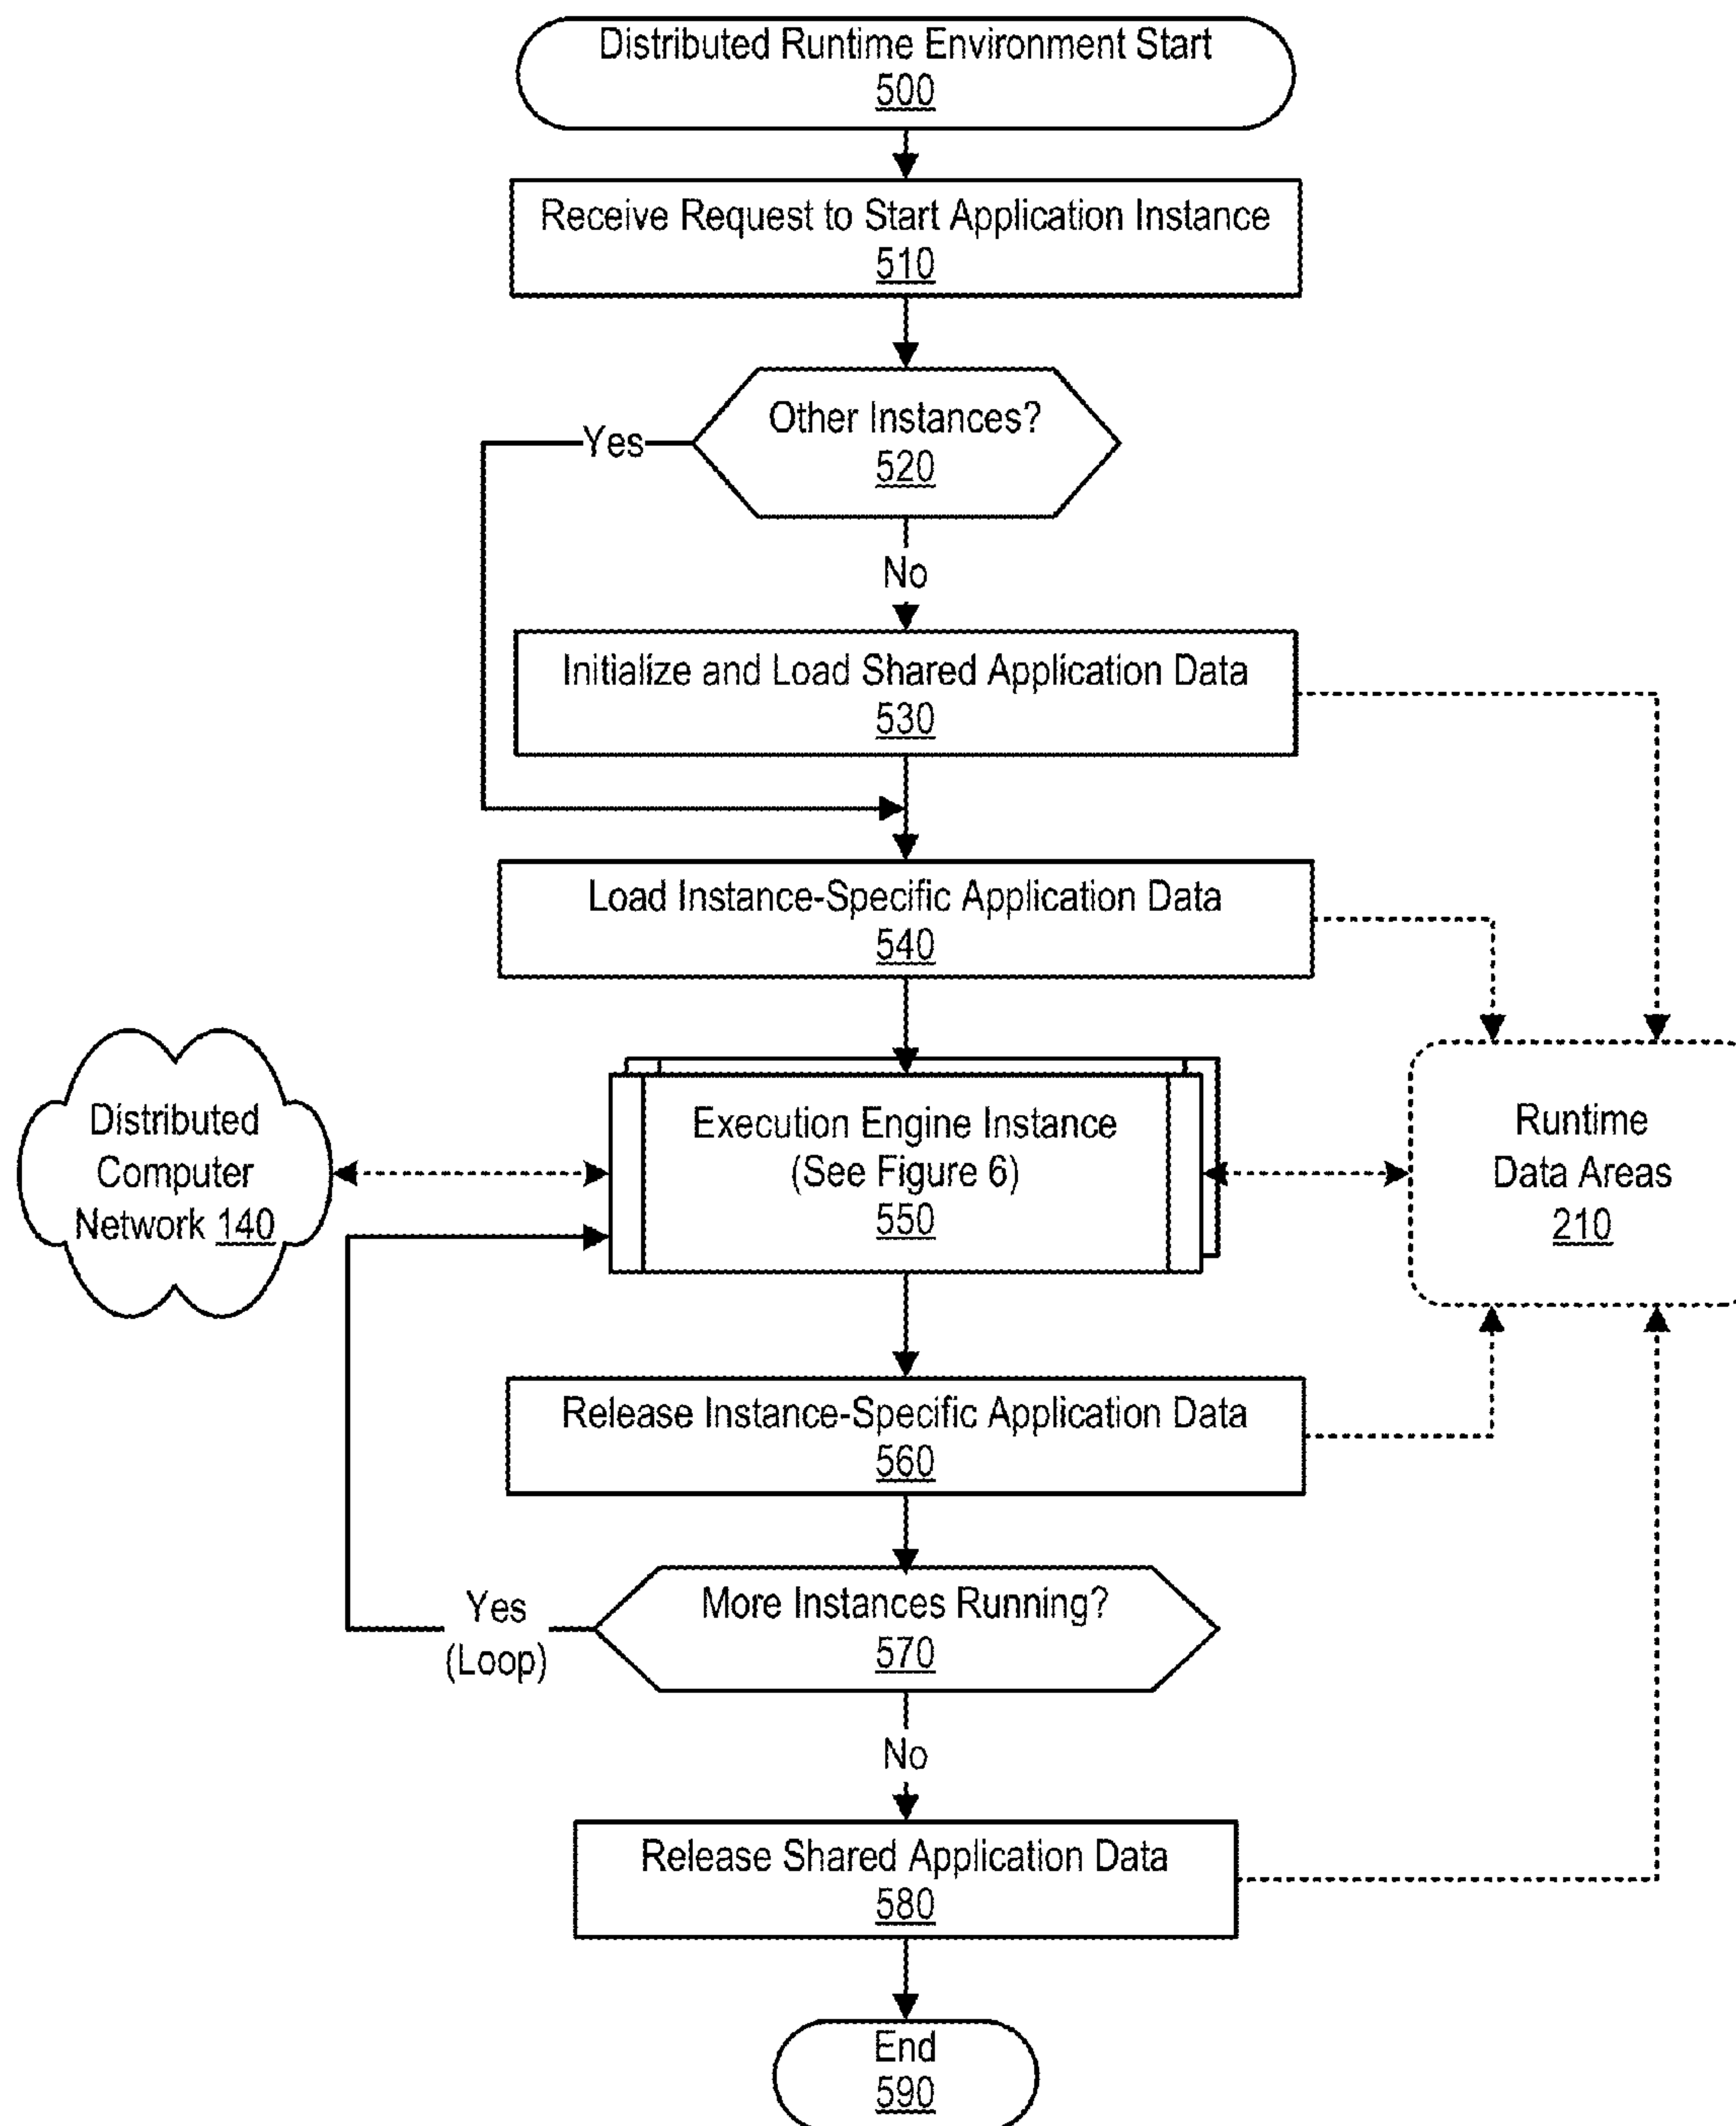 Distributed Runtime Environment Start
500
Receive Request to Start Application Instance
510
Other Instances?
520
Yes
No
Initialize and Load Shared Application Data
530
Load Instance-Specific Application Data
540
Distributed
Computer
Network 140
Execution Engine Instance
(See Figure 6)
550
Runtime
Data Areas
210
Release Instance-Specific Application Data
560
More Instances Running?
570
Yes
(Loop)
No
Release Shared Application Data
580
End
590